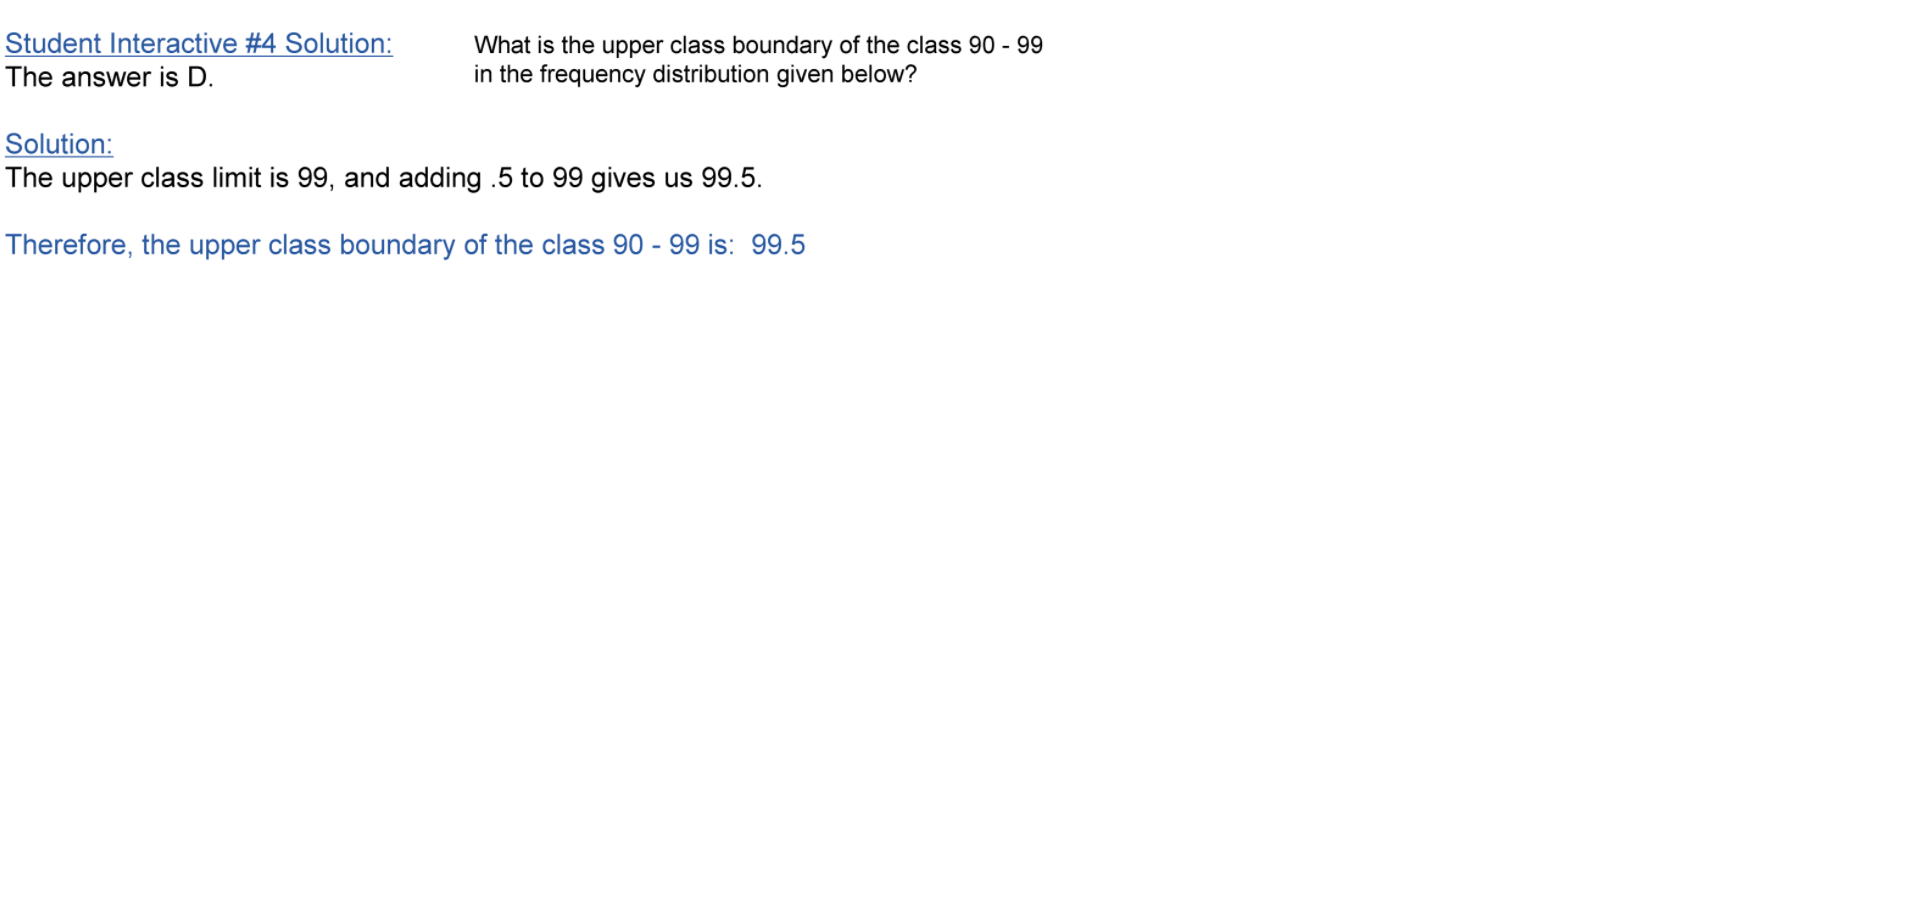 Student Interactive #4 Solution:
The answer is D.
What is the upper class boundary of the class 90 - 99
in the frequency distribution given below?
Solution:
The upper class limit is 99, and adding .5 to 99 gives us 99.5.
Therefore, the upper class boundary of the class 90 - 99 is:  99.5